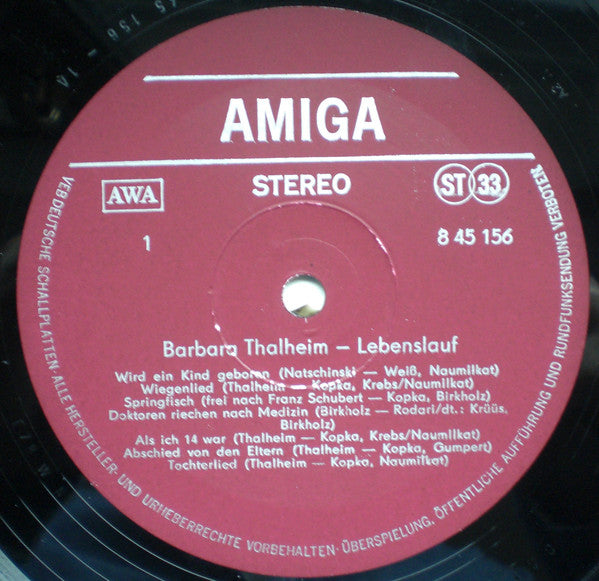 AMIGA
AWA
STEREO
ST 33
1
8 45 156
Barbara Thalheim – Lebenslauf
Wird ein Kind geboren (Natschinski — Weiß, Naumilkat)
Wiegenlied (Thalheim — Kopka, Krebs/Naumilkat)
Springfisch (frei nach Franz Schubert — Kopka, Birkholz)
Doktoren riechen nach Medizin (Birkholz — Rodari/dt.: Krüüs,
Birkholz)
Als ich 14 war (Thalheim — Kopka, Krebs/Naumilkat)
Abschied von den Eltern (Thalheim — Kopka, Gumpert)
Tochterlied (Thalheim — Kopka, Naumilkat)
VEB DEUTSCHE SCHALLPLATTEN · ALLE HERSTELLER- UND URHEBERRECHTE VORBEHALTEN · ÜBERSPIELUNG, ÖFFENTLICHE AUFFÜHRUNG UND RUNDFUNKSENDUNG VERBOTEN